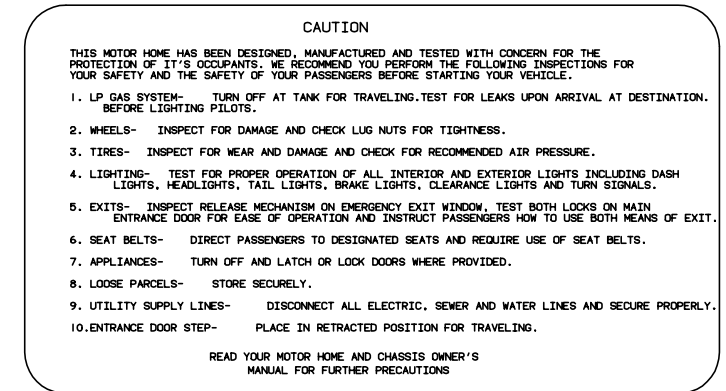 CAUTION
THIS MOTOR HOME HAS BEEN DESIGNED, MANUFACTURED AND TESTED WITH CONCERN FOR THE
PROTECTION OF IT'S OCCUPANTS. WE RECOMMEND YOU PERFORM THE FOLLOWING INSPECTIONS FOR
YOUR SAFETY AND THE SAFETY OF YOUR PASSENGERS BEFORE STARTING YOUR VEHICLE.
1. LP GAS SYSTEM- TURN OFF AT TANK FOR TRAVELING.TEST FOR LEAKS UPON ARRIVAL AT DESTINATION.
BEFORE LIGHTING PILOTS.
2. WHEELS- INSPECT FOR DAMAGE AND CHECK LUG NUTS FOR TIGHTNESS.
3. TIRES- INSPECT FOR WEAR AND DAMAGE AND CHECK FOR RECOMMENDED AIR PRESSURE.
4. LIGHTING- TEST FOR PROPER OPERATION OF ALL INTERIOR AND EXTERIOR LIGHTS INCLUDING DASH
LIGHTS, HEADLIGHTS, TAIL LIGHTS, BRAKE LIGHTS, CLEARANCE LIGHTS AND TURN SIGNALS.
5. EXITS- INSPECT RELEASE MECHANISM ON EMERGENCY EXIT WINDOW, TEST BOTH LOCKS ON MAIN
ENTRANCE DOOR FOR EASE OF OPERATION AND INSTRUCT PASSENGERS HOW TO USE BOTH MEANS OF EXIT.
6. SEAT BELTS- DIRECT PASSENGERS TO DESIGNATED SEATS AND REQUIRE USE OF SEAT BELTS.
7. APPLIANCES- TURN OFF AND LATCH OR LOCK DOORS WHERE PROVIDED.
8. LOOSE PARCELS- STORE SECURELY.
9. UTILITY SUPPLY LINES- DISCONNECT ALL ELECTRIC, SEWER AND WATER LINES AND SECURE PROPERLY.
10.ENTRANCE DOOR STEP- PLACE IN RETRACTED POSITION FOR TRAVELING.
READ YOUR MOTOR HOME AND CHASSIS OWNER'S
MANUAL FOR FURTHER PRECAUTIONS